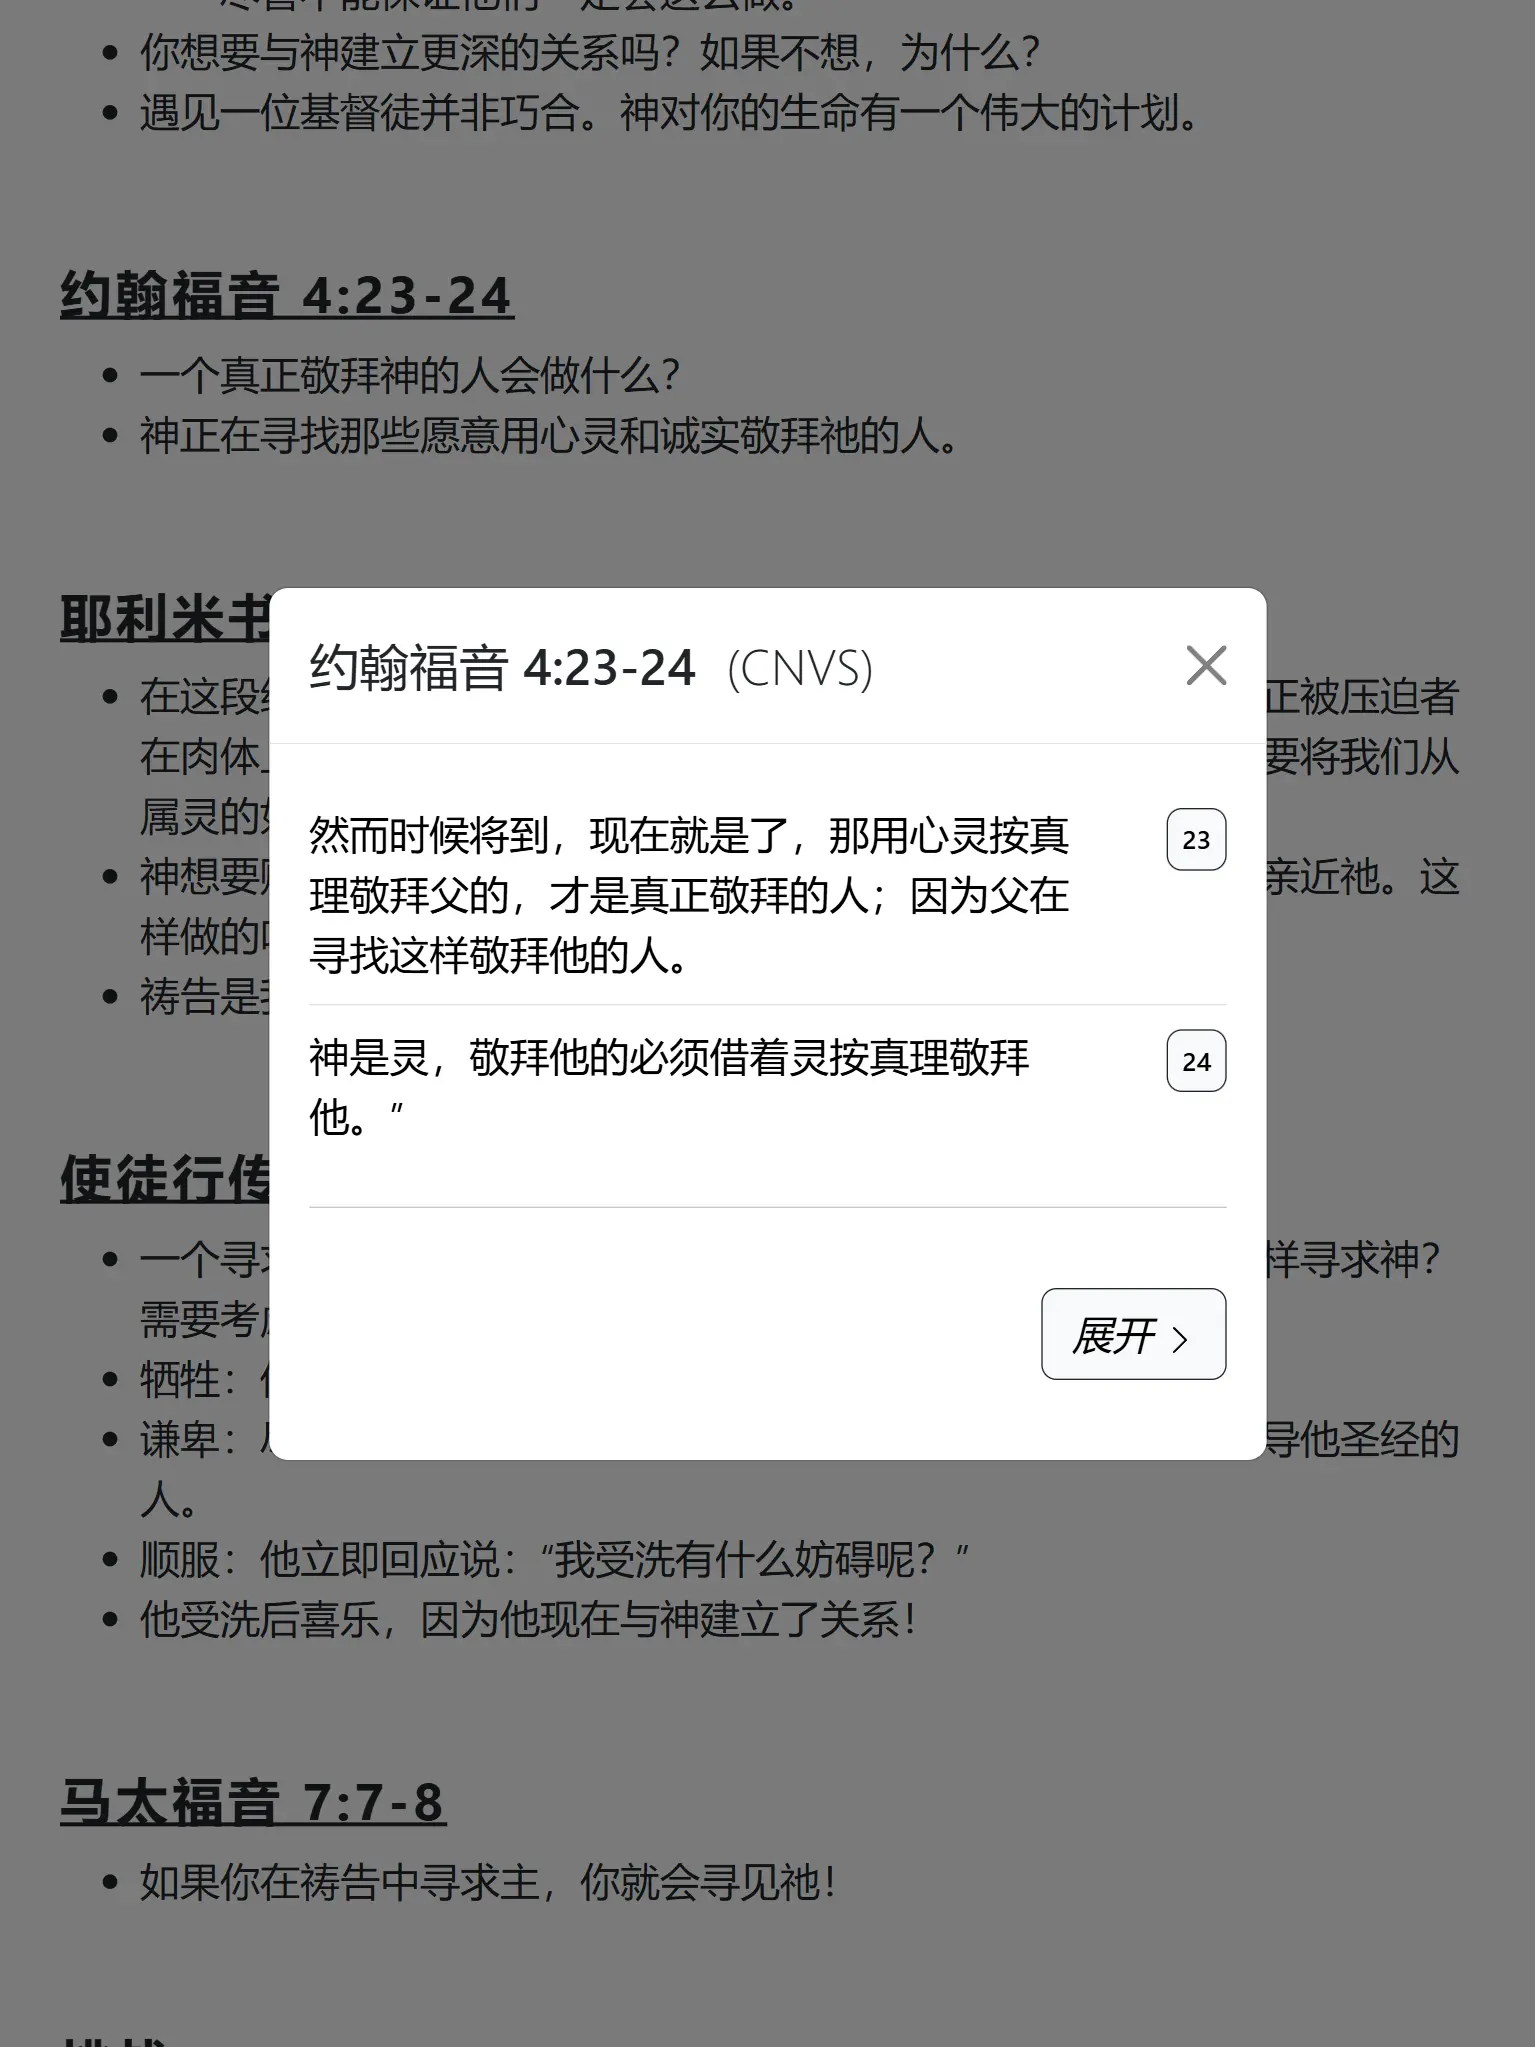 你想要与神建立更深的关系吗？如果不想，为什么？
遇见一位基督徒并非巧合。神对你的生命有一个伟大的计划。
约翰福音 4:23-24
一个真正敬拜神的人会做什么？
神正在寻找那些愿意用心灵和诚实敬拜祂的人。
耶利米书
在这段
正被压迫者
在肉体
要将我们从
属灵的
神想要
亲近祂。这
样做的
祷告是
约翰福音 4:23-24 (CNVS)
然而时候将到，现在就是了，那用心灵按真
理敬拜父的，才是真正敬拜的人；因为父在
寻找这样敬拜他的人。
23
神是灵，敬拜他的必须借着灵按真理敬拜
他。”
24
展开
使徒行传
一个寻
样寻求神？
需要考
牺牲：
谦卑：
导他圣经的
人。
顺服：他立即回应说：“我受洗有什么妨碍呢？”
他受洗后喜乐，因为他现在与神建立了关系！
马太福音 7:7-8
如果你在祷告中寻求主，你就会寻见祂！